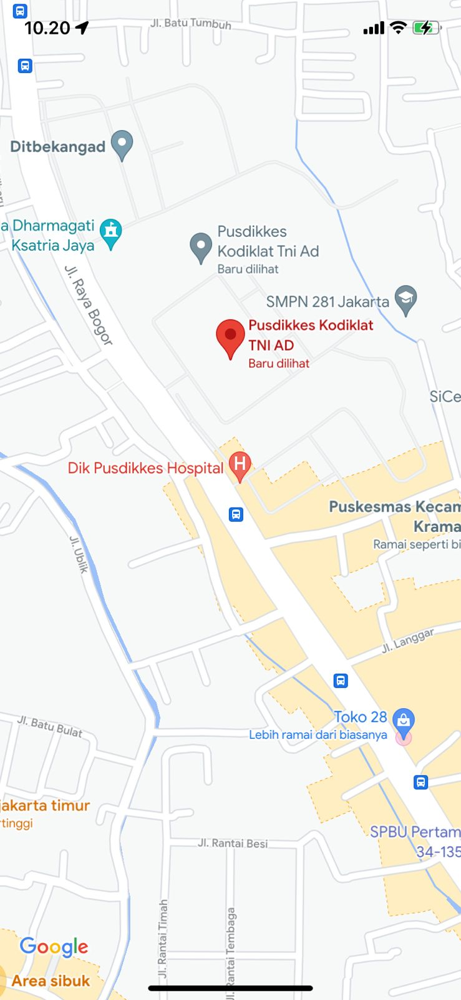 Jl. Batu Tumbuh
10.20
Ditbekangad
a Dharmagati
Ksatria Jaya
Pusdikkes
Kodiklat Tni Ad
Baru dilihat
Jl. Raya Bogor
SMPN 281 Jakarta
Pusdikkes Kodiklat
TNI AD
Baru dilihat
SiCe
Dik Pusdikkes Hospital
H
Puskesmas Kecam
Krama
Ramai seperti bi
Jl. Ublik
Jl. Langgar
Toko 28
Lebih ramai dari biasanya
Jl. Batu Bulat
jakarta timur
rtinggi
SPBU Pertam
34-135
Jl. Rantai Besi
Jl. Rantai Timah
Jl. Rantai Tembaga
Google
Area sibuk